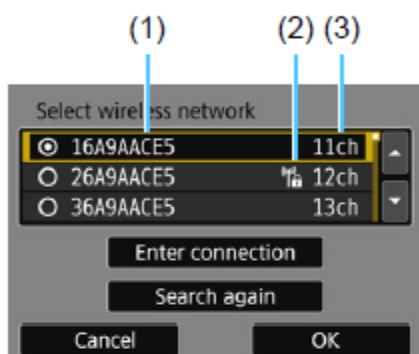 (1) (2) (3)
Select wireless network
16A9AACE5 11ch
26A9AACE5 12ch
36A9AACE5 13ch
Enter connection
Search again
Cancel OK